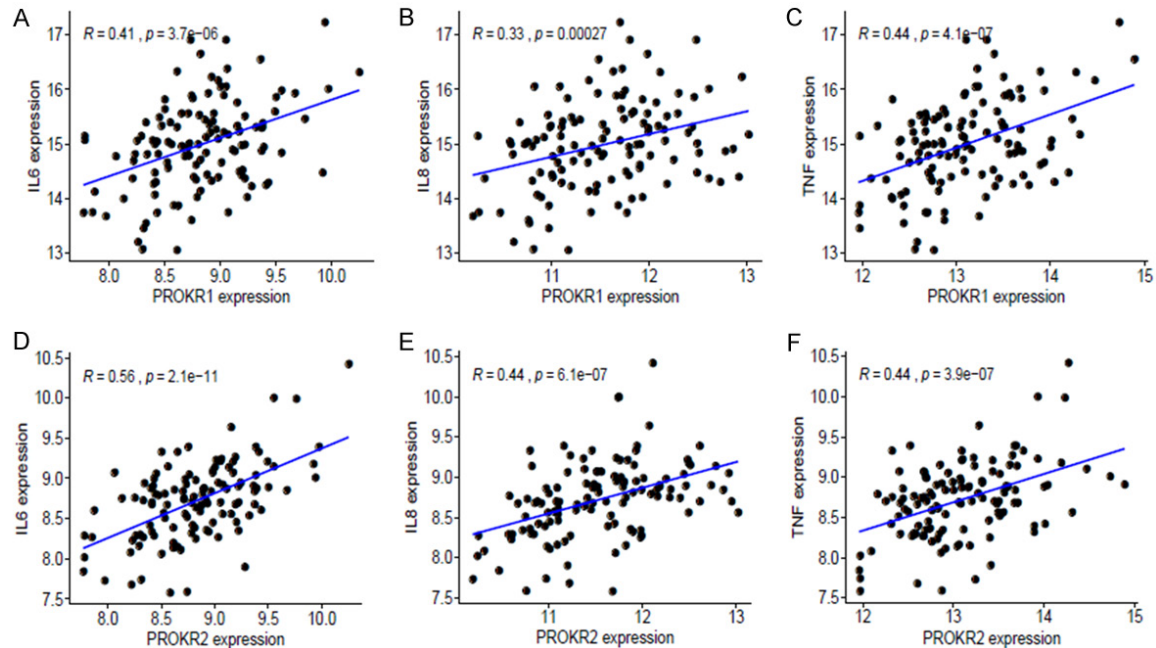 A
R = 0.41 , p = 3.7e−06
IL6 expression
17
16
15
14
13
8.0 8.5 9.0 9.5 10.0
PROKR1 expression
B
R = 0.33 , p = 0.00027
IL8 expression
17
16
15
14
13
11 12 13
PROKR1 expression
C
R = 0.44 , p = 4.1e−07
TNF expression
17
16
15
14
13
12 13 14 15
PROKR1 expression
D
R = 0.56 , p = 2.1e−11
IL6 expression
10.5
10.0
9.5
9.0
8.5
8.0
7.5
8.0 8.5 9.0 9.5 10.0
PROKR2 expression
E
R = 0.44 , p = 6.1e−07
IL8 expression
10.5
10.0
9.5
9.0
8.5
8.0
7.5
11 12 13
PROKR2 expression
F
R = 0.44 , p = 3.9e−07
TNF expression
10.5
10.0
9.5
9.0
8.5
8.0
7.5
12 13 14 15
PROKR2 expression